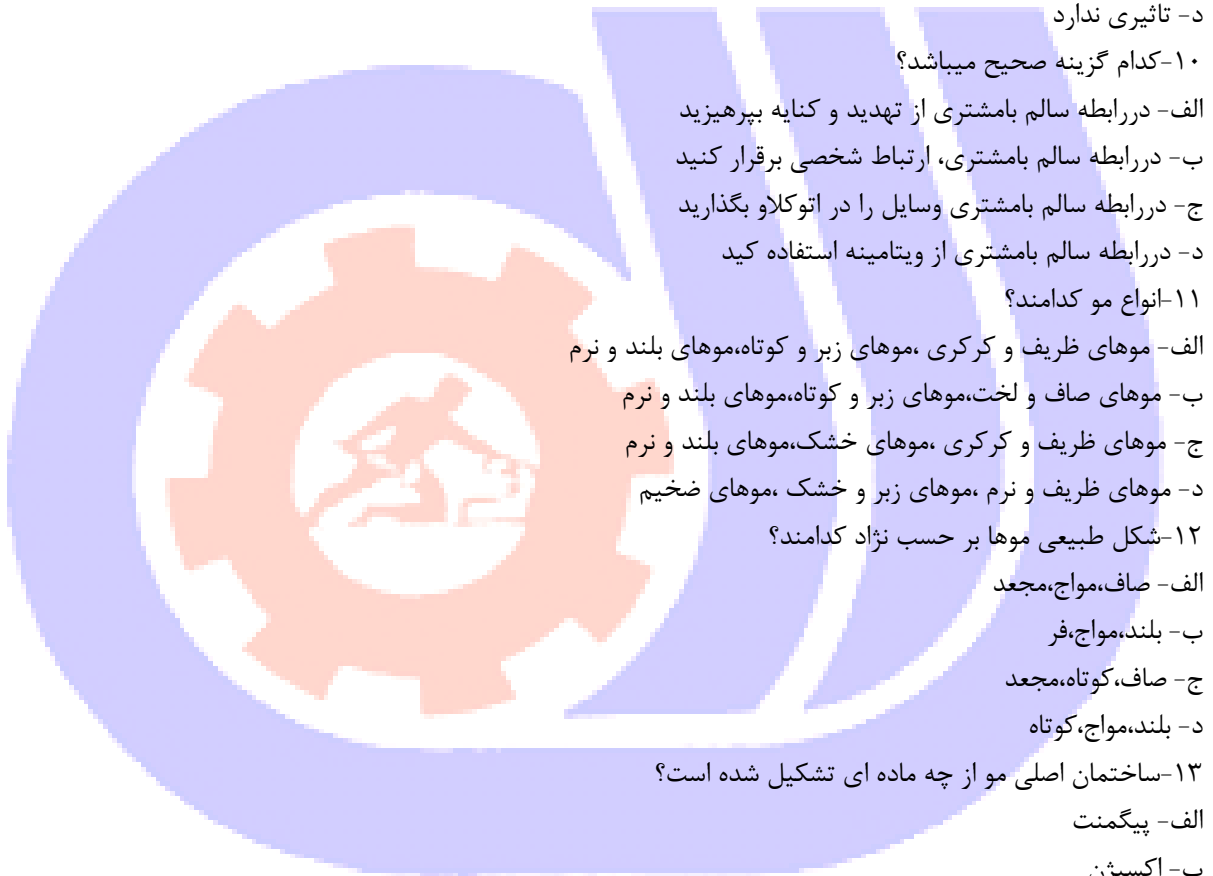 د- تاثیری ندارد
۱۰-کدام گزینه صحیح میباشد؟
الف- دررابطه سالم بامشتری از تهدید و کنایه بپرهیزید
ب- دررابطه سالم بامشتری، ارتباط شخصی برقرار کنید
ج- دررابطه سالم بامشتری وسایل را در اتوکلاو بگذارید
د- دررابطه سالم بامشتری از ویتامینه استفاده کید
۱۱-انواع مو کدامند؟
الف- موهای ظریف و کرکری ،موهای زبر و کوتاه،موهای بلند و نرم
ب- موهای صاف و لخت،موهای زبر و کوتاه،موهای بلند و نرم
ج- موهای ظریف و کرکری ،موهای خشک،موهای بلند و نرم
د- موهای ظریف و نرم ،موهای زبر و خشک ،موهای ضخیم
۱۲-شکل طبیعی موها بر حسب نژاد کدامند؟
الف- صاف،مواج،مجعد
ب- بلند،مواج،فر
ج- صاف،کوتاه،مجعد
د- بلند،مواج،کوتاه
۱۳-ساختمان اصلی مو از چه ماده ای تشکیل شده است؟
الف- پیگمنت
ب- اکسیژن